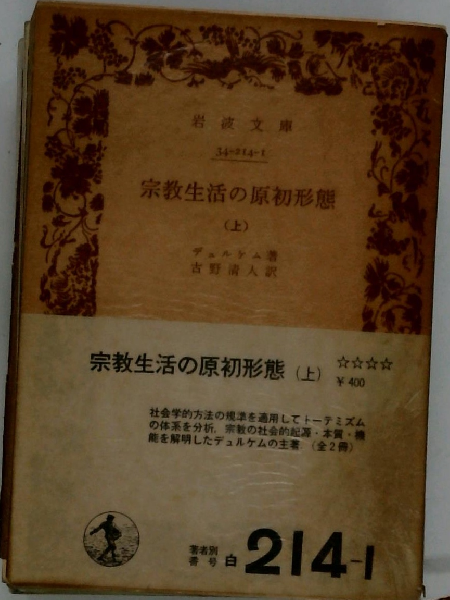 岩波文庫
34-214-1
宗教生活の原初形態
(上)
デュルケム著
古野清人訳
宗教生活の原初形態(上)
☆☆☆☆
¥400
社会学的方法の規準を適用してトーテミズム
の体系を分析、宗教の社会的起源・本質・機
能を解明したデュルケムの主著 (全2冊)
著者別
番号
白 214-1